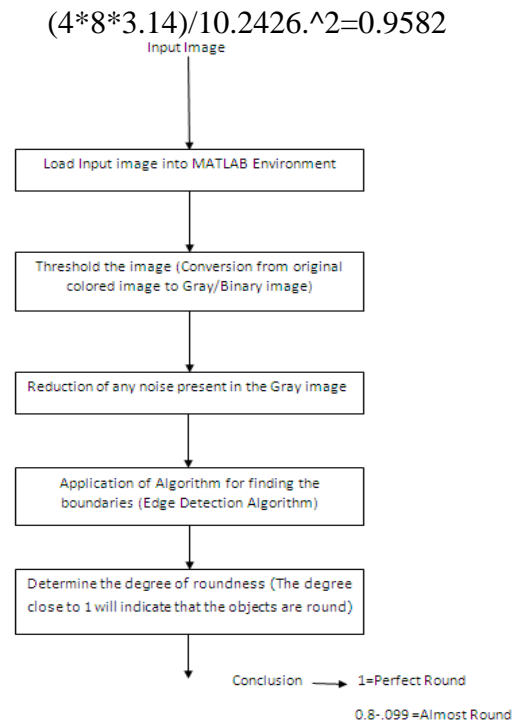 (4*8*3.14)/10.2426.^2=0.9582
Input Image
Load Input image into MATLAB Environment
Threshold the image (Conversion from original
colored image to Gray/Binary image)
Reduction of any noise present in the Gray image
Application of Algorithm for finding the
boundaries (Edge Detection Algorithm)
Determine the degree of roundness (The degree
close to 1 will indicate that the objects are round)
Conclusion 1=Perfect Round
0.8-.099 =Almost Round